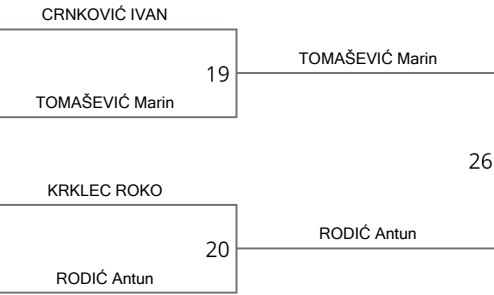 CRNKOVIĆ IVAN
19
TOMAŠEVIĆ Marin
TOMAŠEVIĆ Marin
26
KRKLEC ROKO
20
RODIĆ Antun
RODIĆ Antun